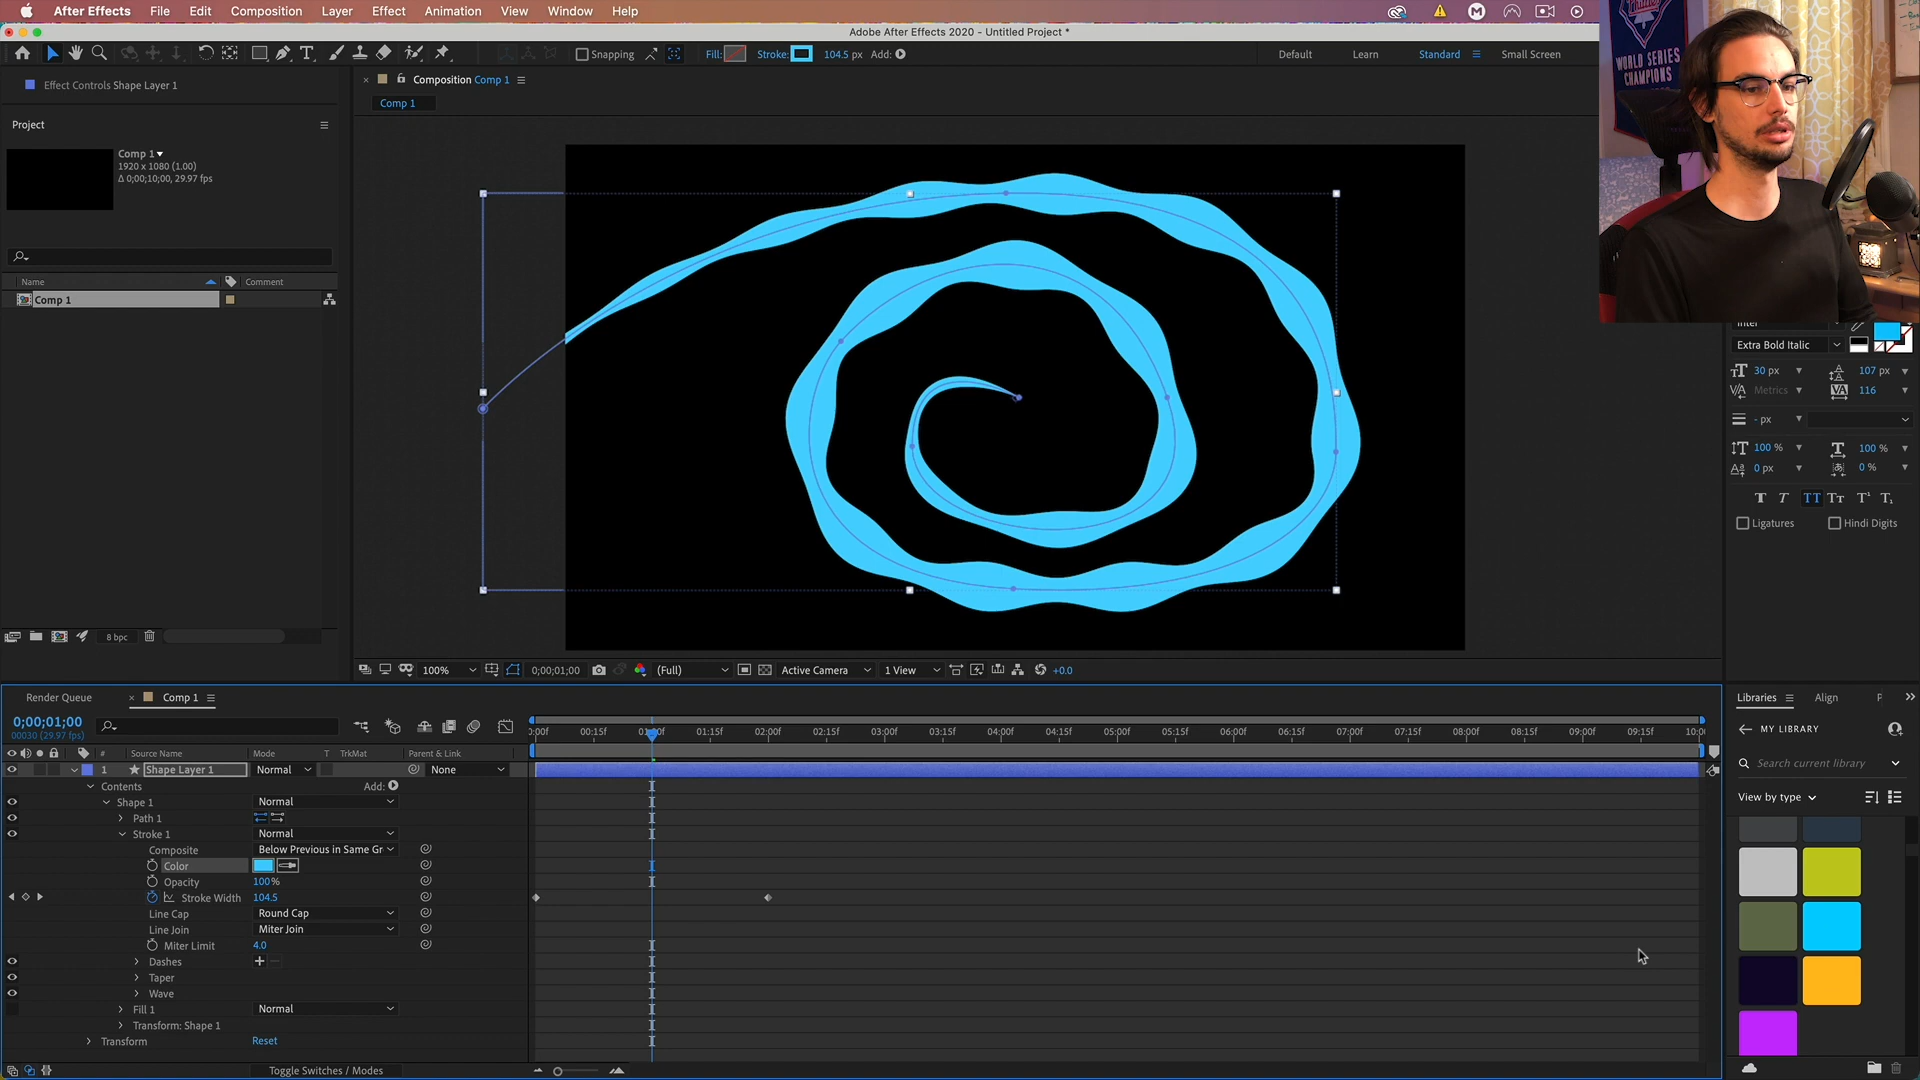 After Effects File Edit Composition Layer Effect Animation View Window Help
Adobe After Effects 2020 - Untitled Project *
Snapping Fill: Stroke: 104.5 px Add: Default Learn Standard Small Screen
WORLD SERIES
CHAMPIONS
Effect Controls Shape Layer 1
Composition Comp 1
Comp 1
Project
Comp 1
1920 x 1080 (1.00)
Δ 0;00;10;00, 29.97 fps
Name Comment
Comp 1
8 bpc
100% 0;00;01;00 (Full) Active Camera 1 View +0.0
Inter
Extra Bold Italic
30 px 107 px
Metrics 116
- px
100 % 100 %
0 px 0 %
Ligatures Hindi Digits
Render Queue Comp 1
0;00;01;00
00030 (29.97 fps)
# Source Name Mode T TrkMat Parent & Link
:00f 00:15f 01:00f 01:15f 02:00f 02:15f 03:00f 03:15f 04:00f 04:15f 05:00f 05:15f 06:00f 06:15f 07:00f 07:15f 08:00f 08:15f 09:00f 09:15f 10:0
1 Shape Layer 1 Normal None
Contents Add:
Shape 1 Normal
Path 1
Stroke 1 Normal
Composite Below Previous in Same Gr
Color
Opacity 100%
Stroke Width 104.5
Line Cap Round Cap
Line Join Miter Join
Miter Limit 4.0
Dashes
Taper
Wave
Fill 1 Normal
Transform: Shape 1
Transform Reset
Toggle Switches / Modes
Libraries Align P
MY LIBRARY
Search current library
View by type